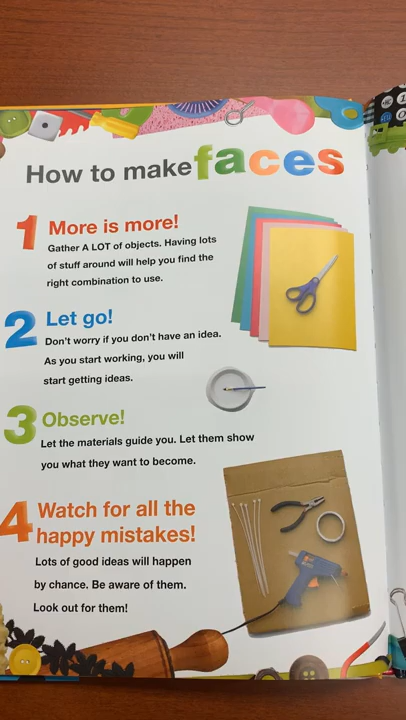 How to make faces
1 More is more!
Gather A LOT of objects. Having lots
of stuff around will help you find the
right combination to use.
2 Let go!
Don't worry if you don't have an idea.
As you start working, you will
start getting ideas.
3 Observe!
Let the materials guide you. Let them show
you what they want to become.
4 Watch for all the
happy mistakes!
Lots of good ideas will happen
by chance. Be aware of them.
Look out for them!